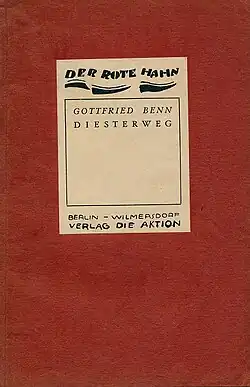 DER ROTE HAHN
GOTTFRIED BENN
DIESTERWEG
BERLIN - WILMERSDORF
VERLAG DIE AKTION